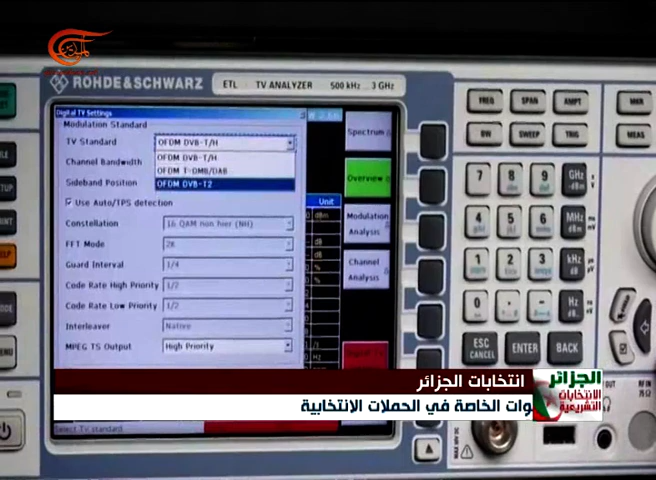 ROHDE&SCHWARZ
ETL · TV ANALYZER 500 kHz ... 3 GHz
Digital TV Settings
Modulation Standard
TV Standard OFDM DVB-T/H
OFDM DVB-T/H
Channel Bandwidth
OFDM T-DMB/DAB
Sideband Position OFDM DVB-T2
Use Auto/TPS detection
Constellation 16 QAM non hier (NH)
FFT Mode 2K
Guard Interval 1/4
Code Rate High Priority 1/2
Code Rate Low Priority 1/2
Interleaver Native
MPEG TS Output High Priority
Select TV standard
Unit
dBm
dB
dB
%
%
/1
Hz
Spectrum
Overview
Modulation Analysis
Channel Analysis
FREQ SPAN AMPT MKR
BW SWEEP TRIG MEAS
7 8 9 GHz -dBm
4 5 6 MHz dBm
1 2 3 kHz dB
0 . – Hz dB
ESC CANCEL ENTER BACK
RF IN 75 Ω
انتخابات الجزائر
وات الخاصة في الحملات الانتخابية
الجزائر
الانتخابات
التشريعية